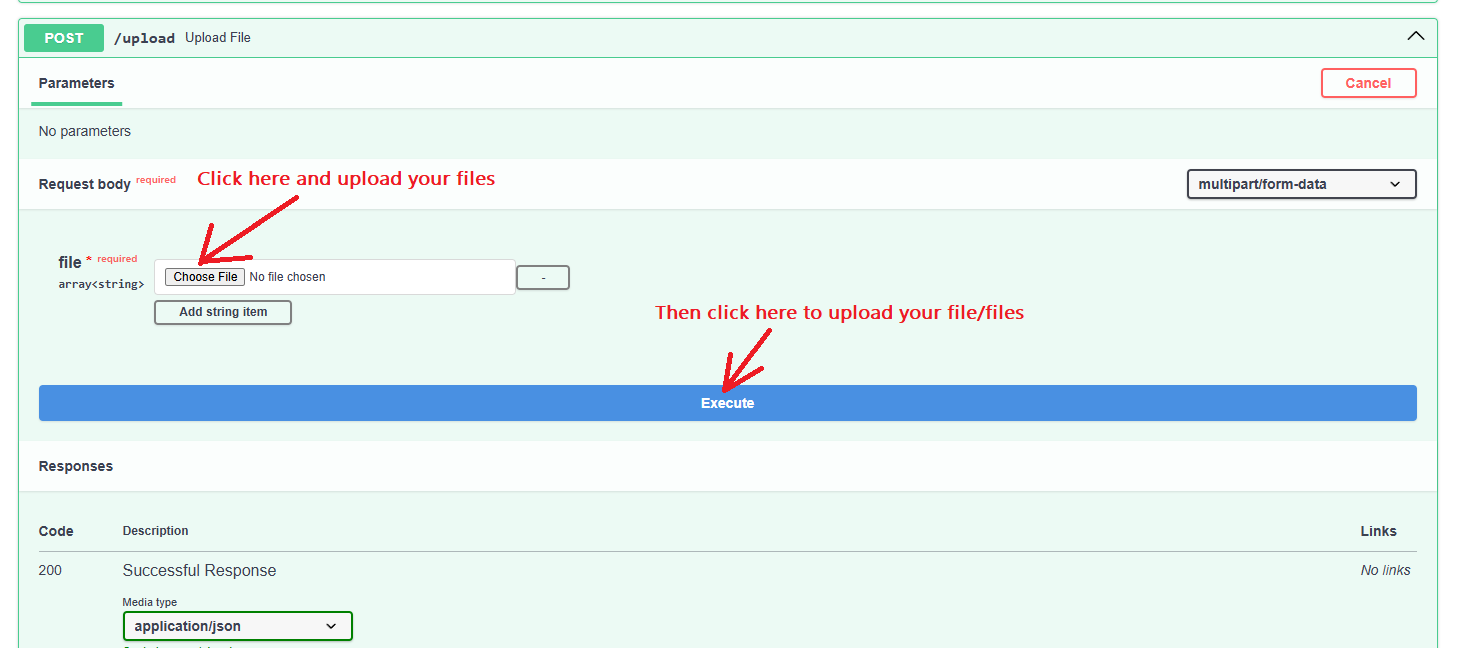 POST /upload Upload File
Parameters Cancel
No parameters
Request body required Click here and upload your files multipart/form-data
file * required
array<string> Choose File No file chosen -
Add string item
Then click here to upload your file/files
Execute
Responses
Code Description Links
200 Successful Response No links
Media type
application/json